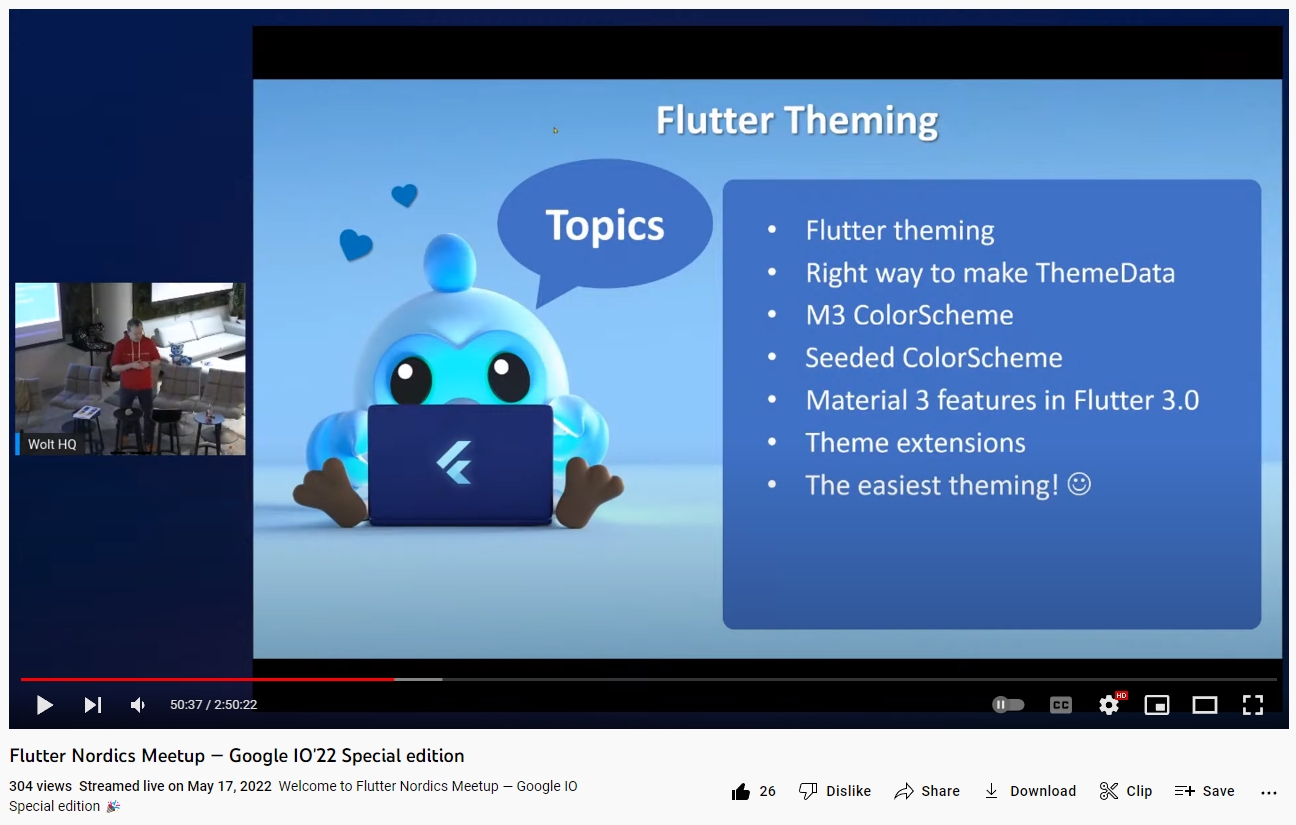 Flutter Theming
Topics
• Flutter theming
• Right way to make ThemeData
• M3 ColorScheme
• Seeded ColorScheme
• Material 3 features in Flutter 3.0
• Theme extensions
• The easiest theming! ☺
Wolt HQ
50:37 / 2:50:22
CC
HD
Flutter Nordics Meetup — Google IO'22 Special edition
304 views Streamed live on May 17, 2022 Welcome to Flutter Nordics Meetup — Google IO
Special edition 🎉
26 Dislike Share Download Clip Save